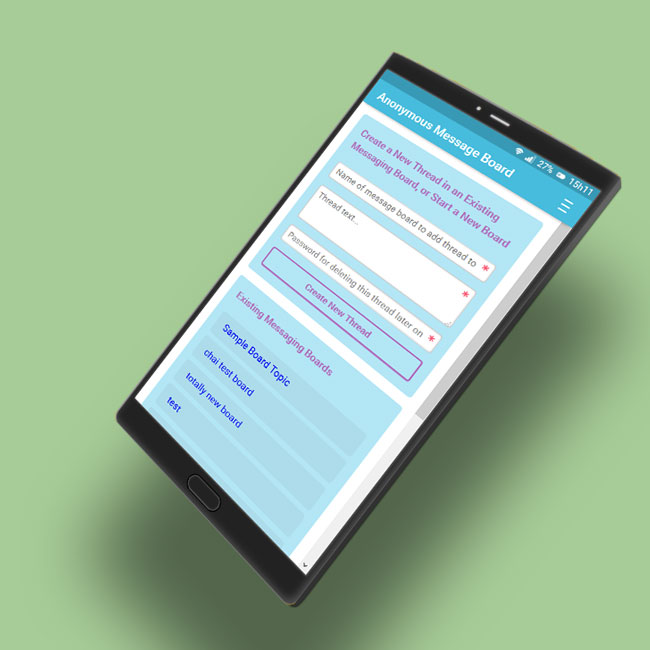 27% 15h11
Anonymous Message Board
Create a New Thread in an Existing
Messaging Board, or Start a New Board
Name of message board to add thread to
*
Thread text...
*
Password for deleting this thread later on
*
Create New Thread
Existing Messaging Boards
Sample Board Topic
chai test board
totally new board
test